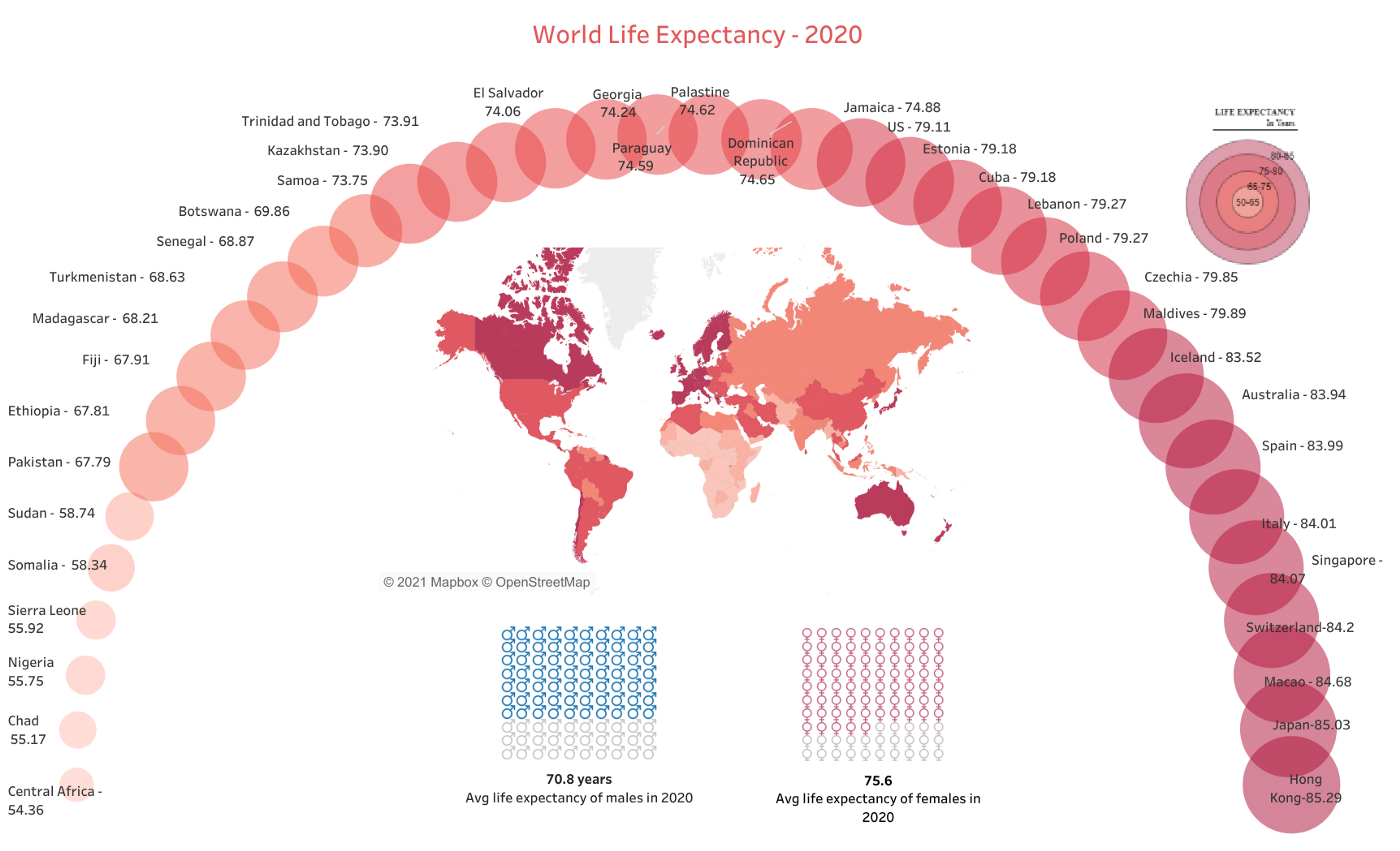 World Life Expectancy - 2020
El Salvador
74.06
Georgia
74.24
Palastine
74.62
Paraguay
74.59
Dominican
Republic
74.65
Jamaica - 74.88
US - 79.11
Estonia - 79.18
Cuba - 79.18
Lebanon - 79.27
Poland - 79.27
Czechia - 79.85
Maldives - 79.89
Iceland - 83.52
Australia - 83.94
Spain - 83.99
Italy - 84.01
Singapore -
84.07
Switzerland-84.2
Macao - 84.68
Japan-85.03
Hong
Kong-85.29
Trinidad and Tobago - 73.91
Kazakhstan - 73.90
Samoa - 73.75
Botswana - 69.86
Senegal - 68.87
Turkmenistan - 68.63
Madagascar - 68.21
Fiji - 67.91
Ethiopia - 67.81
Pakistan - 67.79
Sudan - 58.74
Somalia - 58.34
Sierra Leone
55.92
Nigeria
55.75
Chad
55.17
Central Africa -
54.36
LIFE EXPECTANCY
In Years
80-85
75-80
65-75
50-65
© 2021 Mapbox © OpenStreetMap
70.8 years
Avg life expectancy of males in 2020
75.6
Avg life expectancy of females in
2020